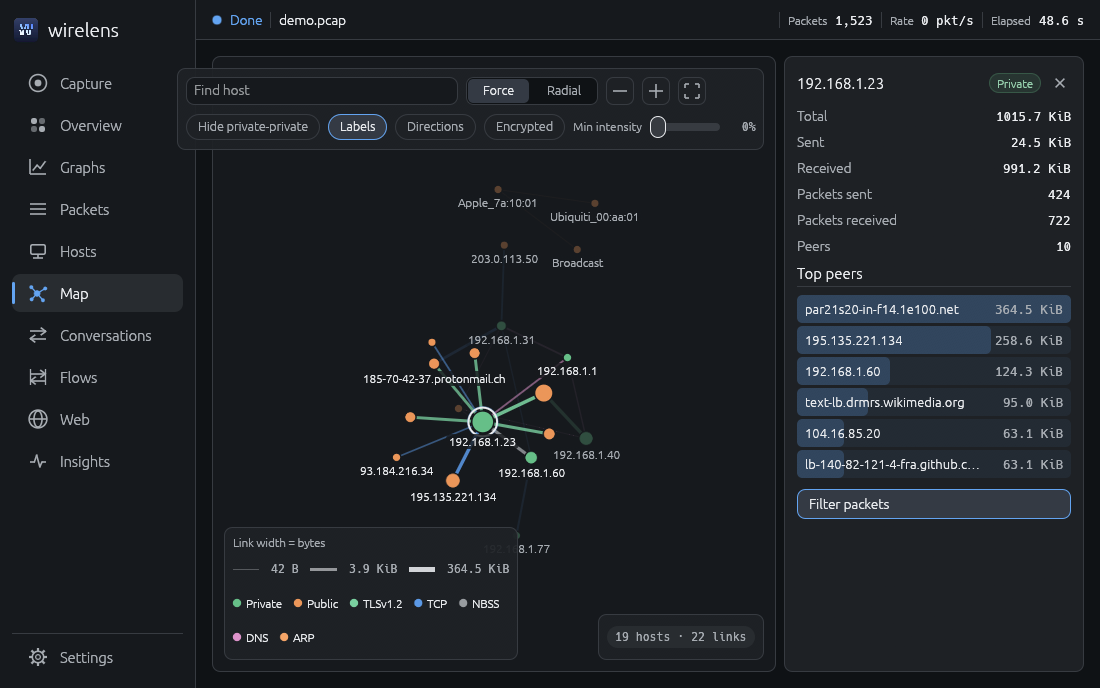 wirelens
Capture
Overview
Graphs
Packets
Hosts
Map
Conversations
Flows
Web
Insights
Settings
Done demo.pcap
Packets 1,523 Rate 0 pkt/s Elapsed 48.6 s
Find host
Force Radial
Hide private-private Labels Directions Encrypted Min intensity 0%
Apple_7a:10:01
Ubiquiti_00:aa:01
203.0.113.50
Broadcast
192.168.1.31
192.168.1.1
185-70-42-37.protonmail.ch
192.168.1.23
192.168.1.40
93.184.216.34
192.168.1.60
195.135.221.134
192.168.1.77
Link width = bytes
42 B 3.9 KiB 364.5 KiB
Private Public TLSv1.2 TCP NBSS
DNS ARP
19 hosts · 22 links
192.168.1.23 Private
Total 1015.7 KiB
Sent 24.5 KiB
Received 991.2 KiB
Packets sent 424
Packets received 722
Peers 10
Top peers
par21s20-in-f14.1e100.net 364.5 KiB
195.135.221.134 258.6 KiB
192.168.1.60 124.3 KiB
text-lb.drmrs.wikimedia.org 95.0 KiB
104.16.85.20 63.1 KiB
lb-140-82-121-4-fra.github.c... 63.1 KiB
Filter packets